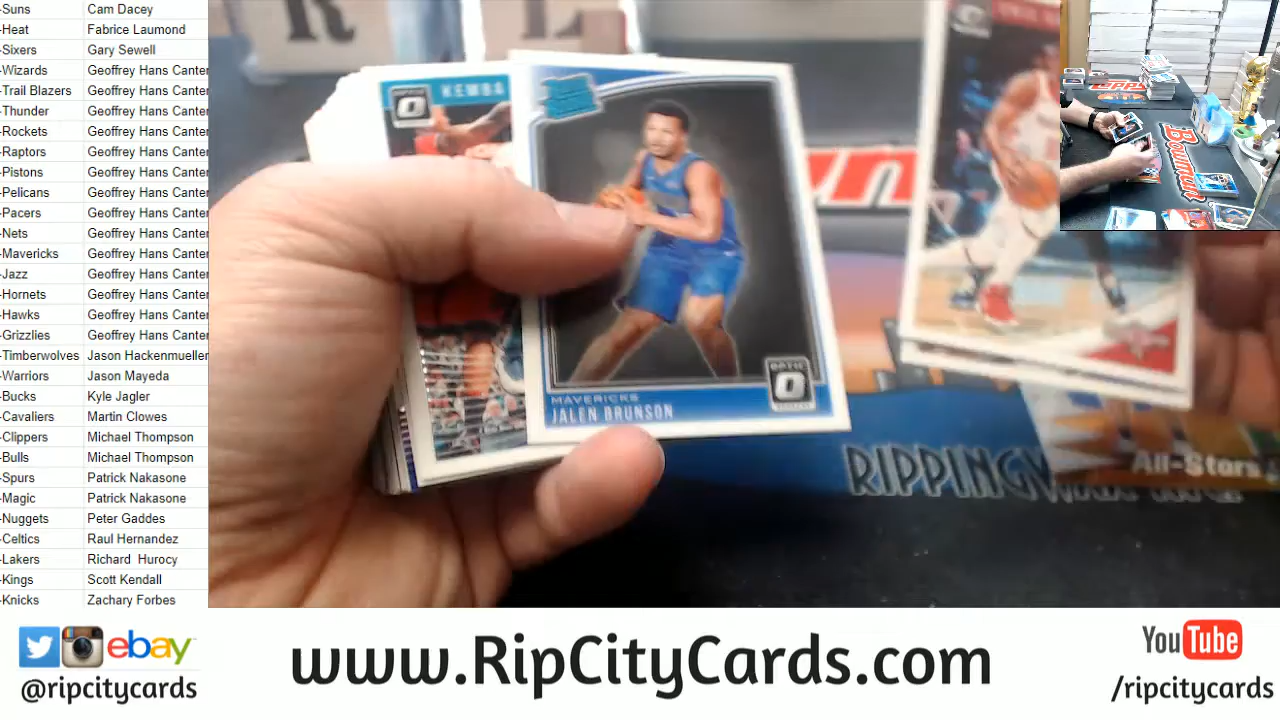 -Suns Cam Dacey
-Heat Fabrice Laumond
-Sixers Gary Sewell
-Wizards Geoffrey Hans Canter
-Trail Blazers Geoffrey Hans Canter
-Thunder Geoffrey Hans Canter
-Rockets Geoffrey Hans Canter
-Raptors Geoffrey Hans Canter
-Pistons Geoffrey Hans Canter
-Pelicans Geoffrey Hans Canter
-Pacers Geoffrey Hans Canter
-Nets Geoffrey Hans Canter
-Mavericks Geoffrey Hans Canter
-Jazz Geoffrey Hans Canter
-Hornets Geoffrey Hans Canter
-Hawks Geoffrey Hans Canter
-Grizzlies Geoffrey Hans Canter
-Timberwolves Jason Hackenmueller
-Warriors Jason Mayeda
-Bucks Kyle Jagler
-Cavaliers Martin Clowes
-Clippers Michael Thompson
-Bulls Michael Thompson
-Spurs Patrick Nakasone
-Magic Patrick Nakasone
-Nuggets Peter Gaddes
-Celtics Raul Hernandez
-Lakers Richard Hurocy
-Kings Scott Kendall
-Knicks Zachary Forbes
KEMBA
OPTIC
MAVERICKS
JALEN BRUNSON
Bowman
All-Stars
RIPPINGW
ebay
@ripcitycards
www.RipCityCards.com
YouTube
/ripcitycards